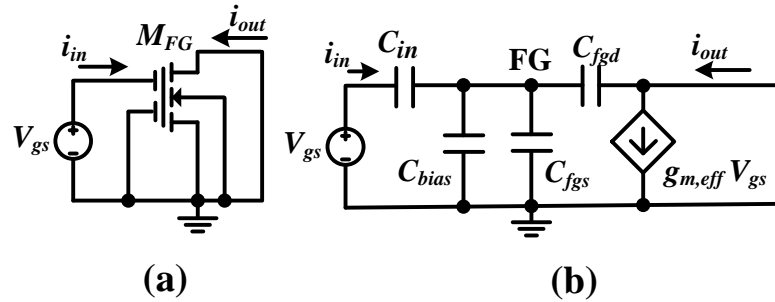 i_in
M_FG
i_out
V_gs
(a)
i_in
C_in
FG
C_fgd
i_out
V_gs
C_bias
C_fgs
g_m,eff V_gs
(b)